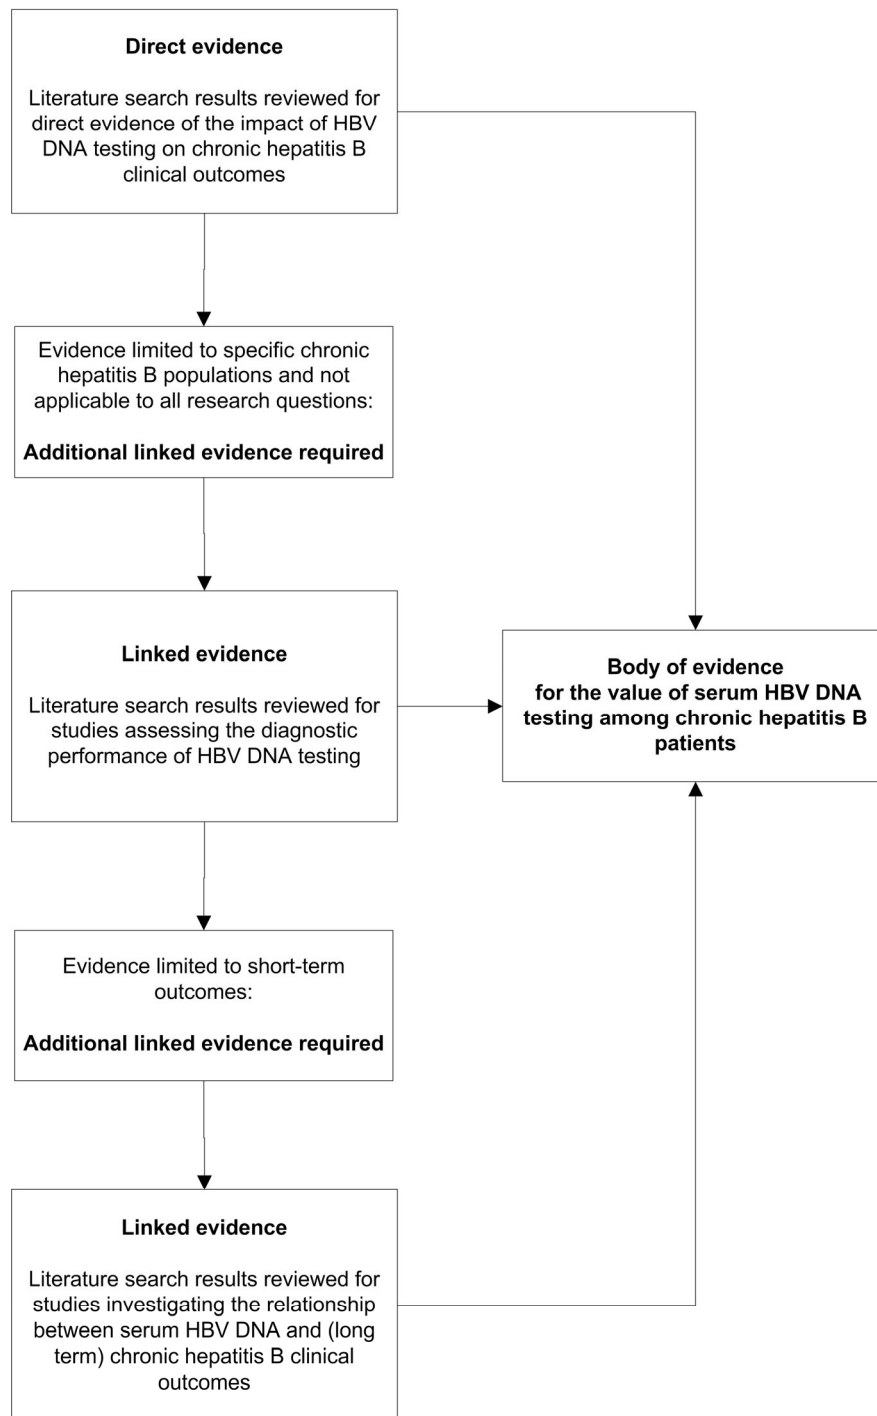 Direct evidence
Literature search results reviewed for
direct evidence of the impact of HBV
DNA testing on chronic hepatitis B
clinical outcomes
Evidence limited to specific chronic
hepatitis B populations and not
applicable to all research questions:
Additional linked evidence required
Linked evidence
Literature search results reviewed for
studies assessing the diagnostic
performance of HBV DNA testing
Body of evidence
for the value of serum HBV DNA
testing among chronic hepatitis B
patients
Evidence limited to short-term
outcomes:
Additional linked evidence required
Linked evidence
Literature search results reviewed for
studies investigating the relationship
between serum HBV DNA and (long
term) chronic hepatitis B clinical
outcomes